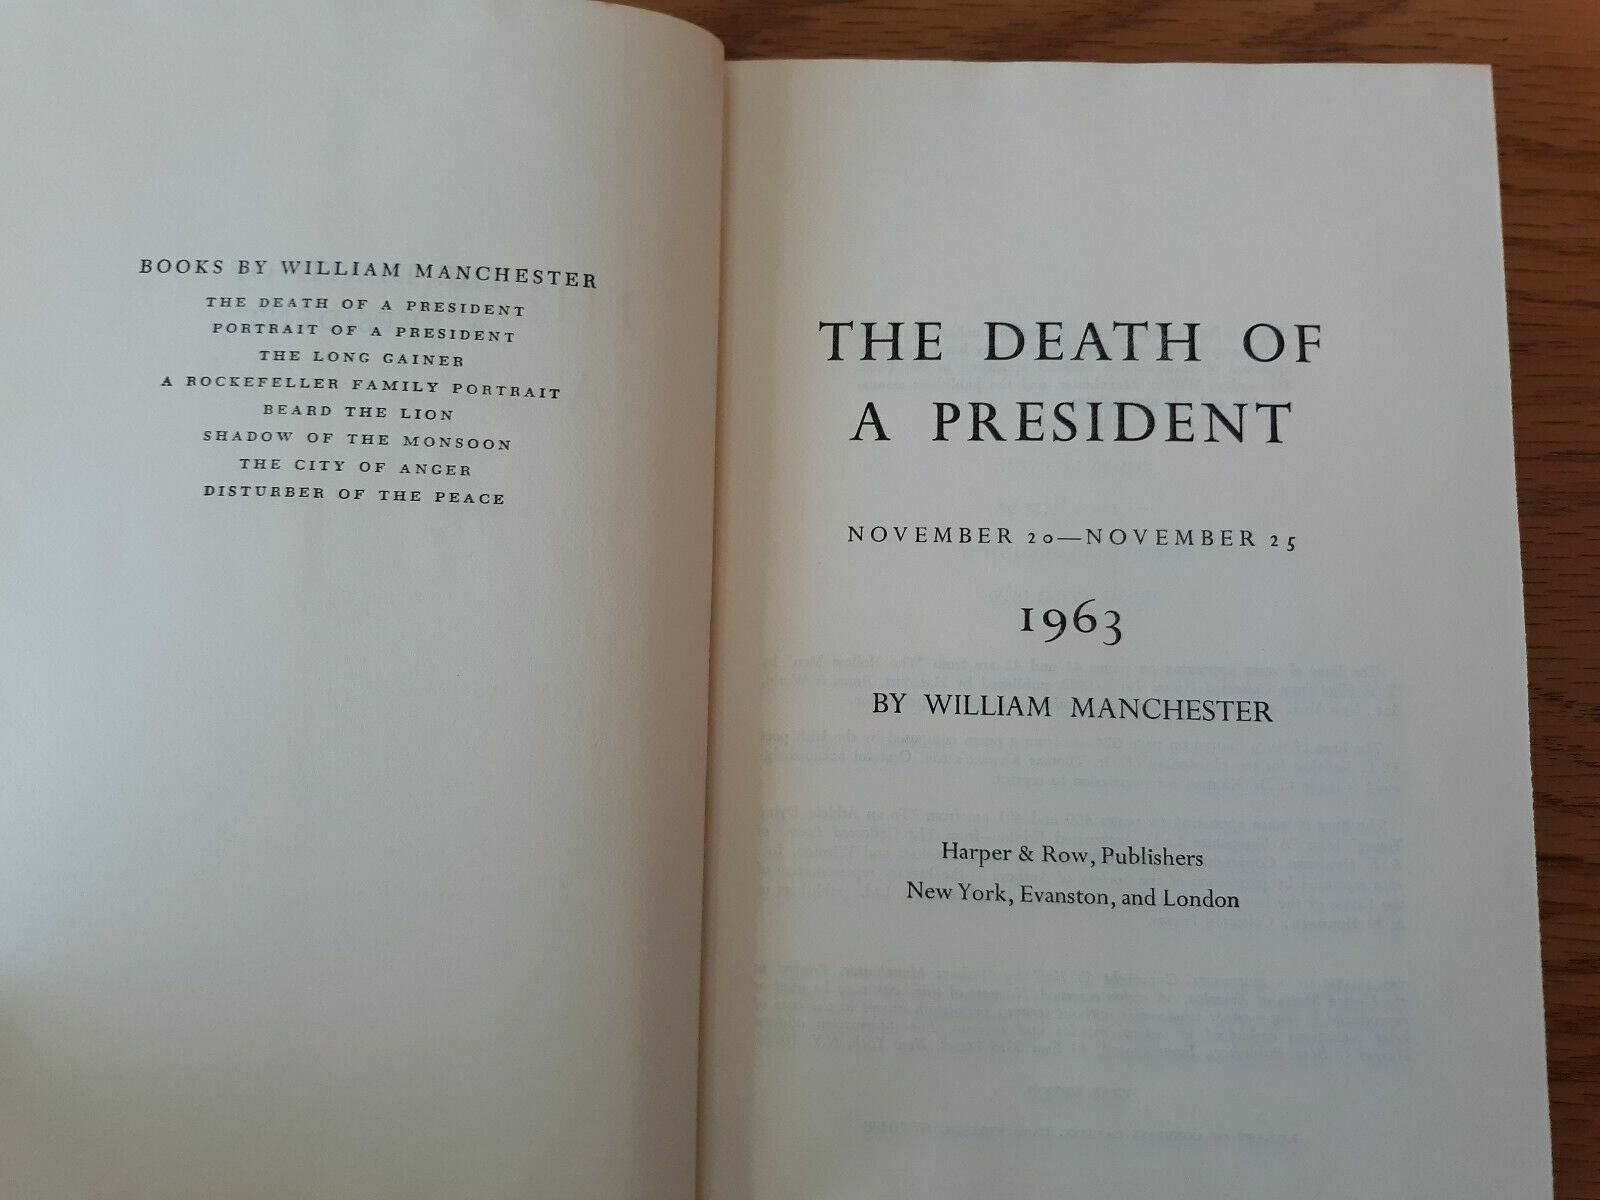 BOOKS BY WILLIAM MANCHESTER
THE DEATH OF A PRESIDENT
PORTRAIT OF A PRESIDENT
THE LONG GAINER
A ROCKEFELLER FAMILY PORTRAIT
BEARD THE LION
SHADOW OF THE MONSOON
THE CITY OF ANGER
DISTURBER OF THE PEACE
THE DEATH OF
A PRESIDENT
NOVEMBER 20—NOVEMBER 25
1963
BY WILLIAM MANCHESTER
Harper & Row, Publishers
New York, Evanston, and London